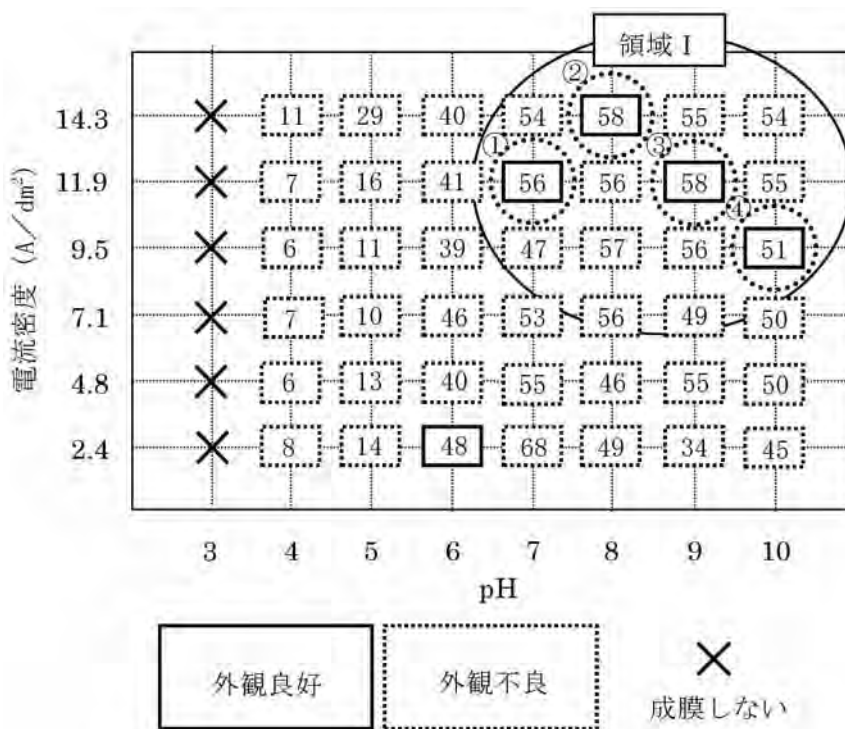 領域Ⅰ
②
14.3 11 29 40 54 58 55 54
① ③
11.9 7 16 41 56 56 58 55
④
9.5 6 11 39 47 57 56 51
7.1 7 10 46 53 56 49 50
4.8 6 13 40 55 46 55 50
2.4 8 14 48 68 49 34 45
電流密度 (A/dm²)
3 4 5 6 7 8 9 10
pH
外観良好 外観不良
成膜しない